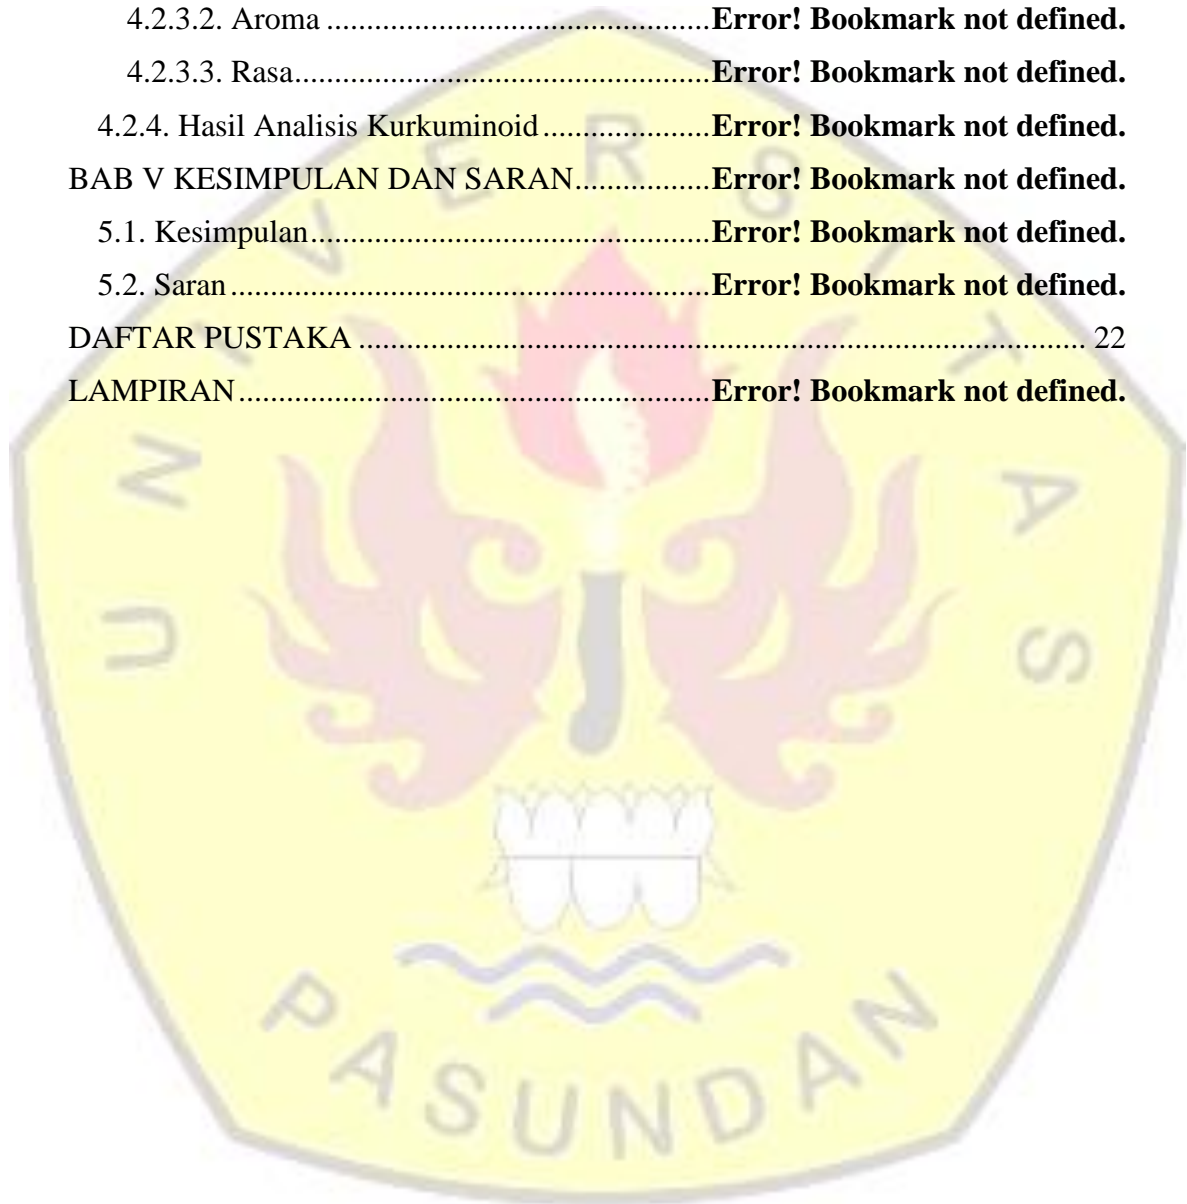 4.2.3.2. Aroma ................................................Error! Bookmark not defined.
4.2.3.3. Rasa....................................................Error! Bookmark not defined.
4.2.4. Hasil Analisis Kurkuminoid .....................Error! Bookmark not defined.
BAB V KESIMPULAN DAN SARAN.................Error! Bookmark not defined.
5.1. Kesimpulan..................................................Error! Bookmark not defined.
5.2. Saran ............................................................Error! Bookmark not defined.
DAFTAR PUSTAKA ........................................................................................... 22
LAMPIRAN...........................................................Error! Bookmark not defined.
UNIVERSITAS
PASUNDAN